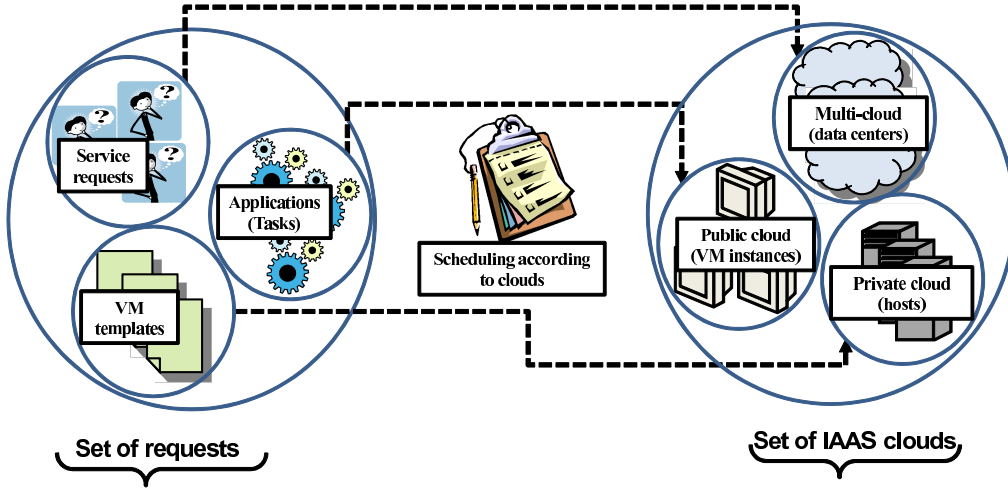 ?
?
?
Service
requests
Applications
(Tasks)
VM
templates
Scheduling according
to clouds
Multi-cloud
(data centers)
Public cloud
(VM instances)
Private cloud
(hosts)
Set of requests
Set of IAAS clouds